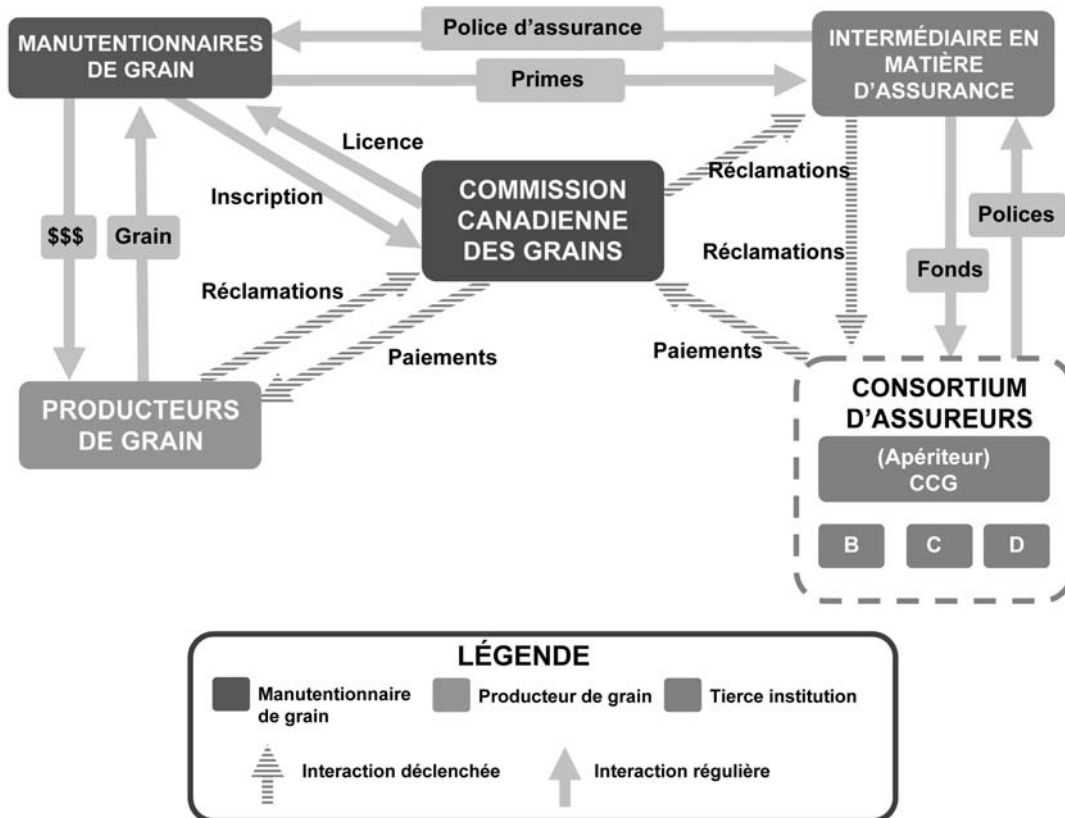 MANUTENTIONNAIRES
DE GRAIN
Police d'assurance
Primes
INTERMÉDIAIRE EN
MATIÈRE
D'ASSURANCE
Licence
Inscription
COMMISSION
CANADIENNE
DES GRAINS
Réclamations
Réclamations
$$$
Grain
Polices
Fonds
Réclamations
Paiements
Paiements
PRODUCTEURS
DE GRAIN
CONSORTIUM
D'ASSUREURS
(Apériteur)
CCG
B
C
D
LÉGENDE
Manutentionnaire
de grain
Producteur de grain
Tierce institution
Interaction déclenchée
Interaction régulière